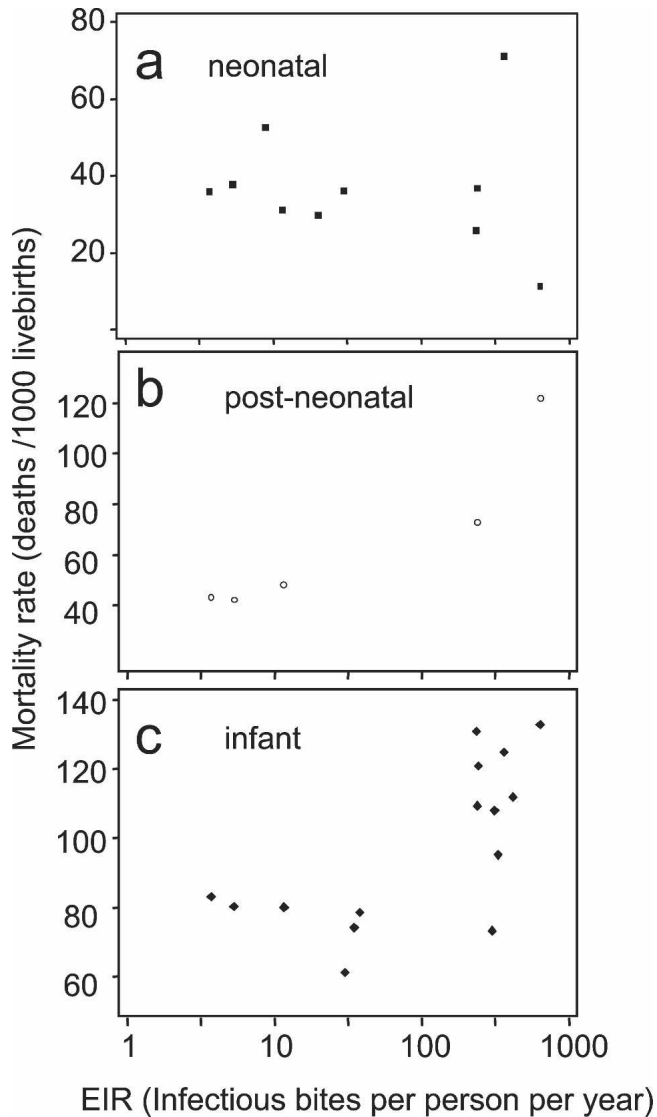 Mortality rate (deaths /1000 livebirths)
a neonatal
80
60
40
20
b post-neonatal
120
100
80
60
40
c infant
140
120
100
80
60
1 10 100 1000
EIR (Infectious bites per person per year)